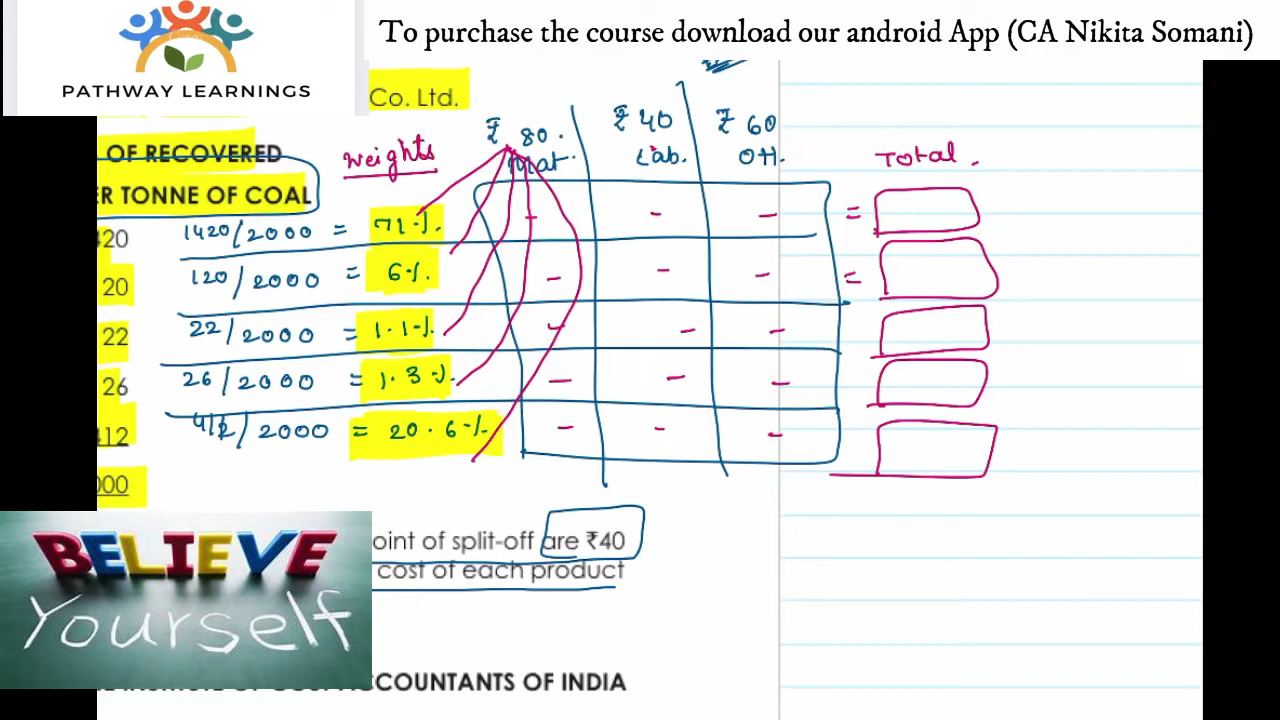 To purchase the course download our android App (CA Nikita Somani)
PATHWAY LEARNINGS
Co. Ltd.
OF RECOVERED
ER TONNE OF COAL
Weights
₹ 80. ₹ 40 ₹ 60
Mat. Lab. OH. Total.
420 1420/2000 = 71%. - - - =
20 120/2000 = 6%. - - - =
22 22/2000 = 1.1%. - - -
26 26/2000 = 1.3%. - - -
412 412/2000 = 20.6%. - - -
000
oint of split-off are ₹40
cost of each product
BELIEVE
Yourself
ACCOUNTANTS OF INDIA